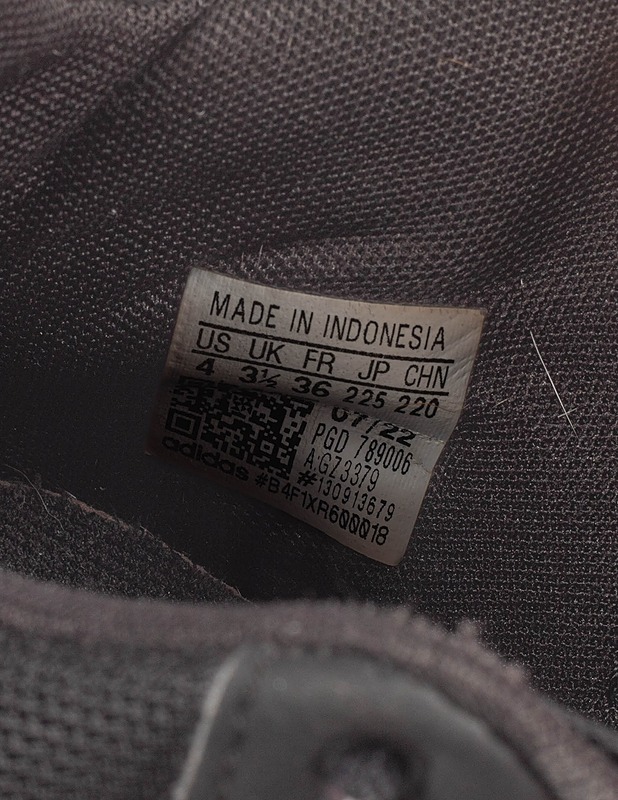 MADE IN INDONESIA
US UK FR JP CHN
4 3½ 36 225 220
07/22
PGD 789006
A:GZ3379
#130913679
adidas #B4F1XR600018